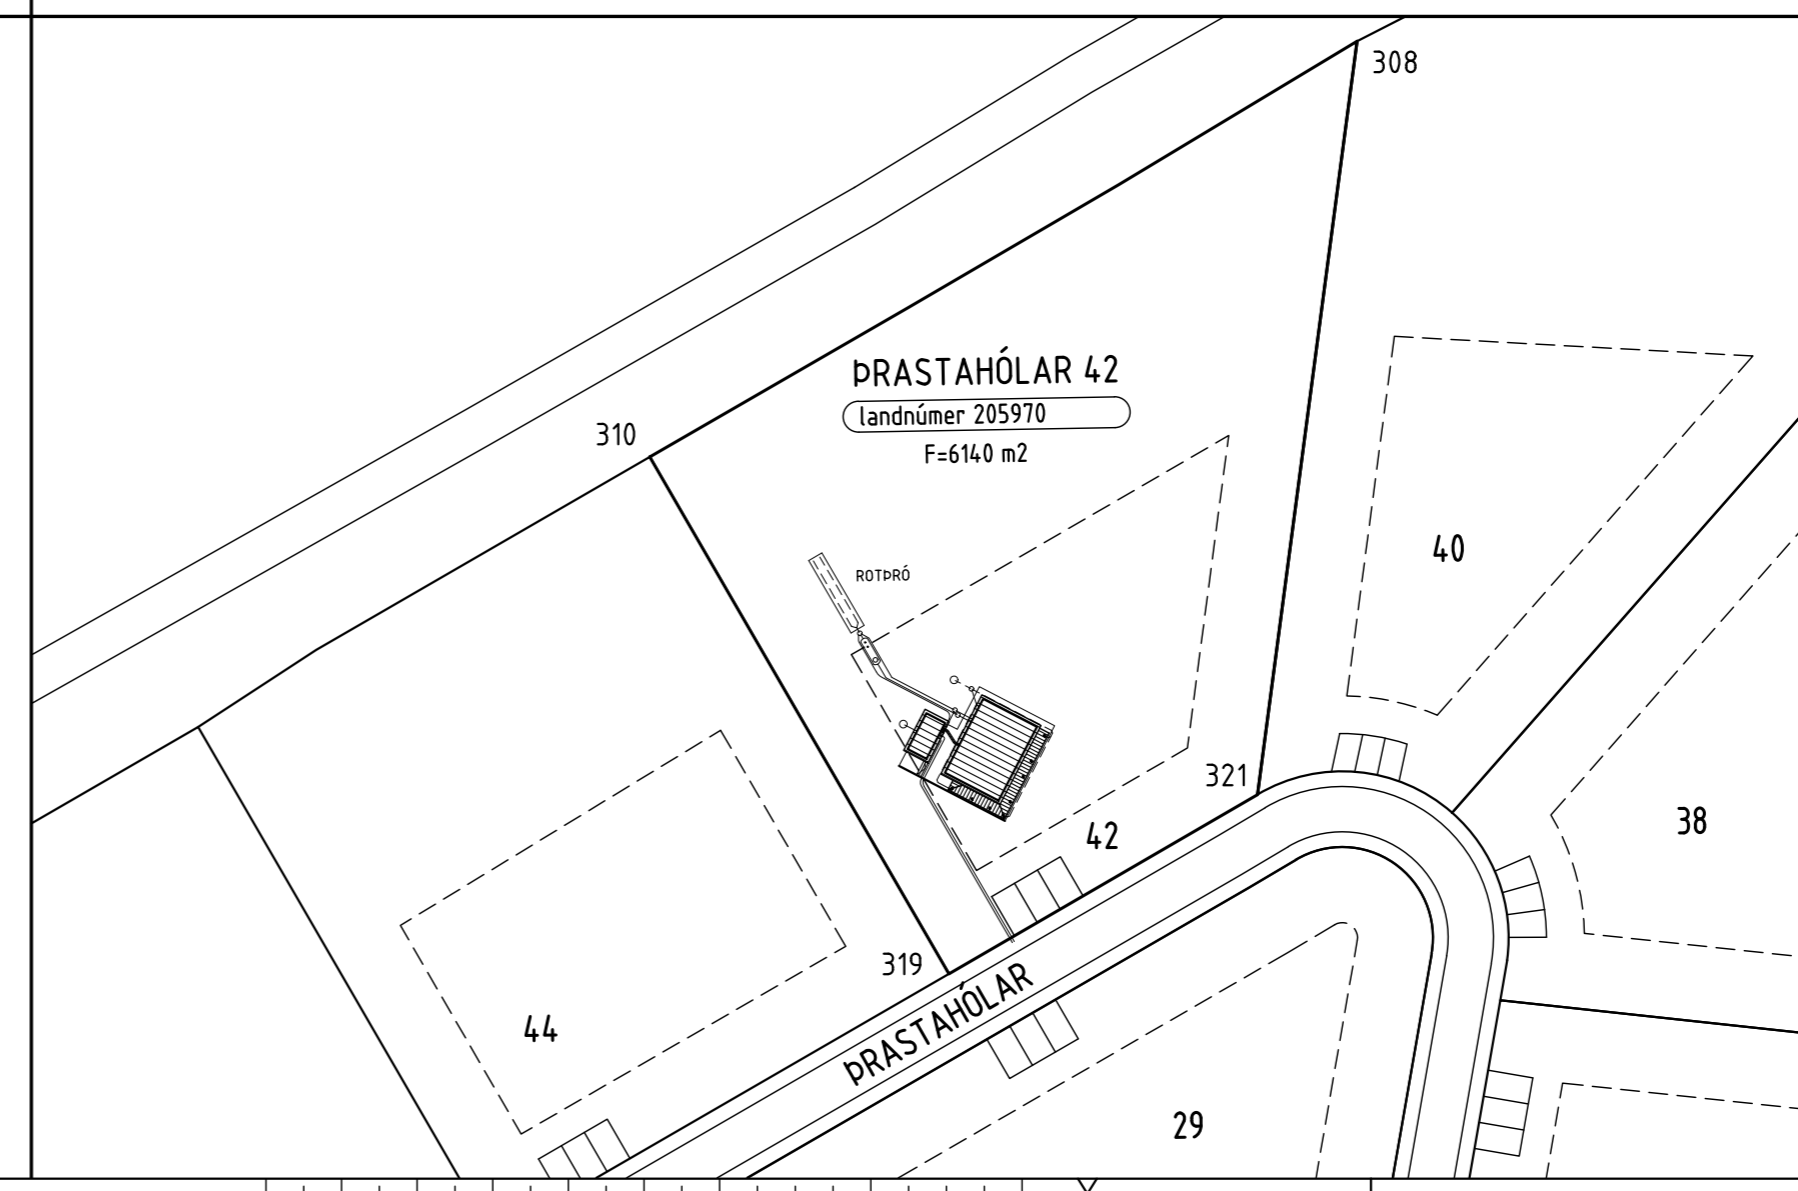 308
ÞRASTAHÓLAR 42
landnúmer 205970
F=6140 m2
310
40
ROTÞRÓ
321
42
38
319
ÞRASTAHÓLAR
44
29